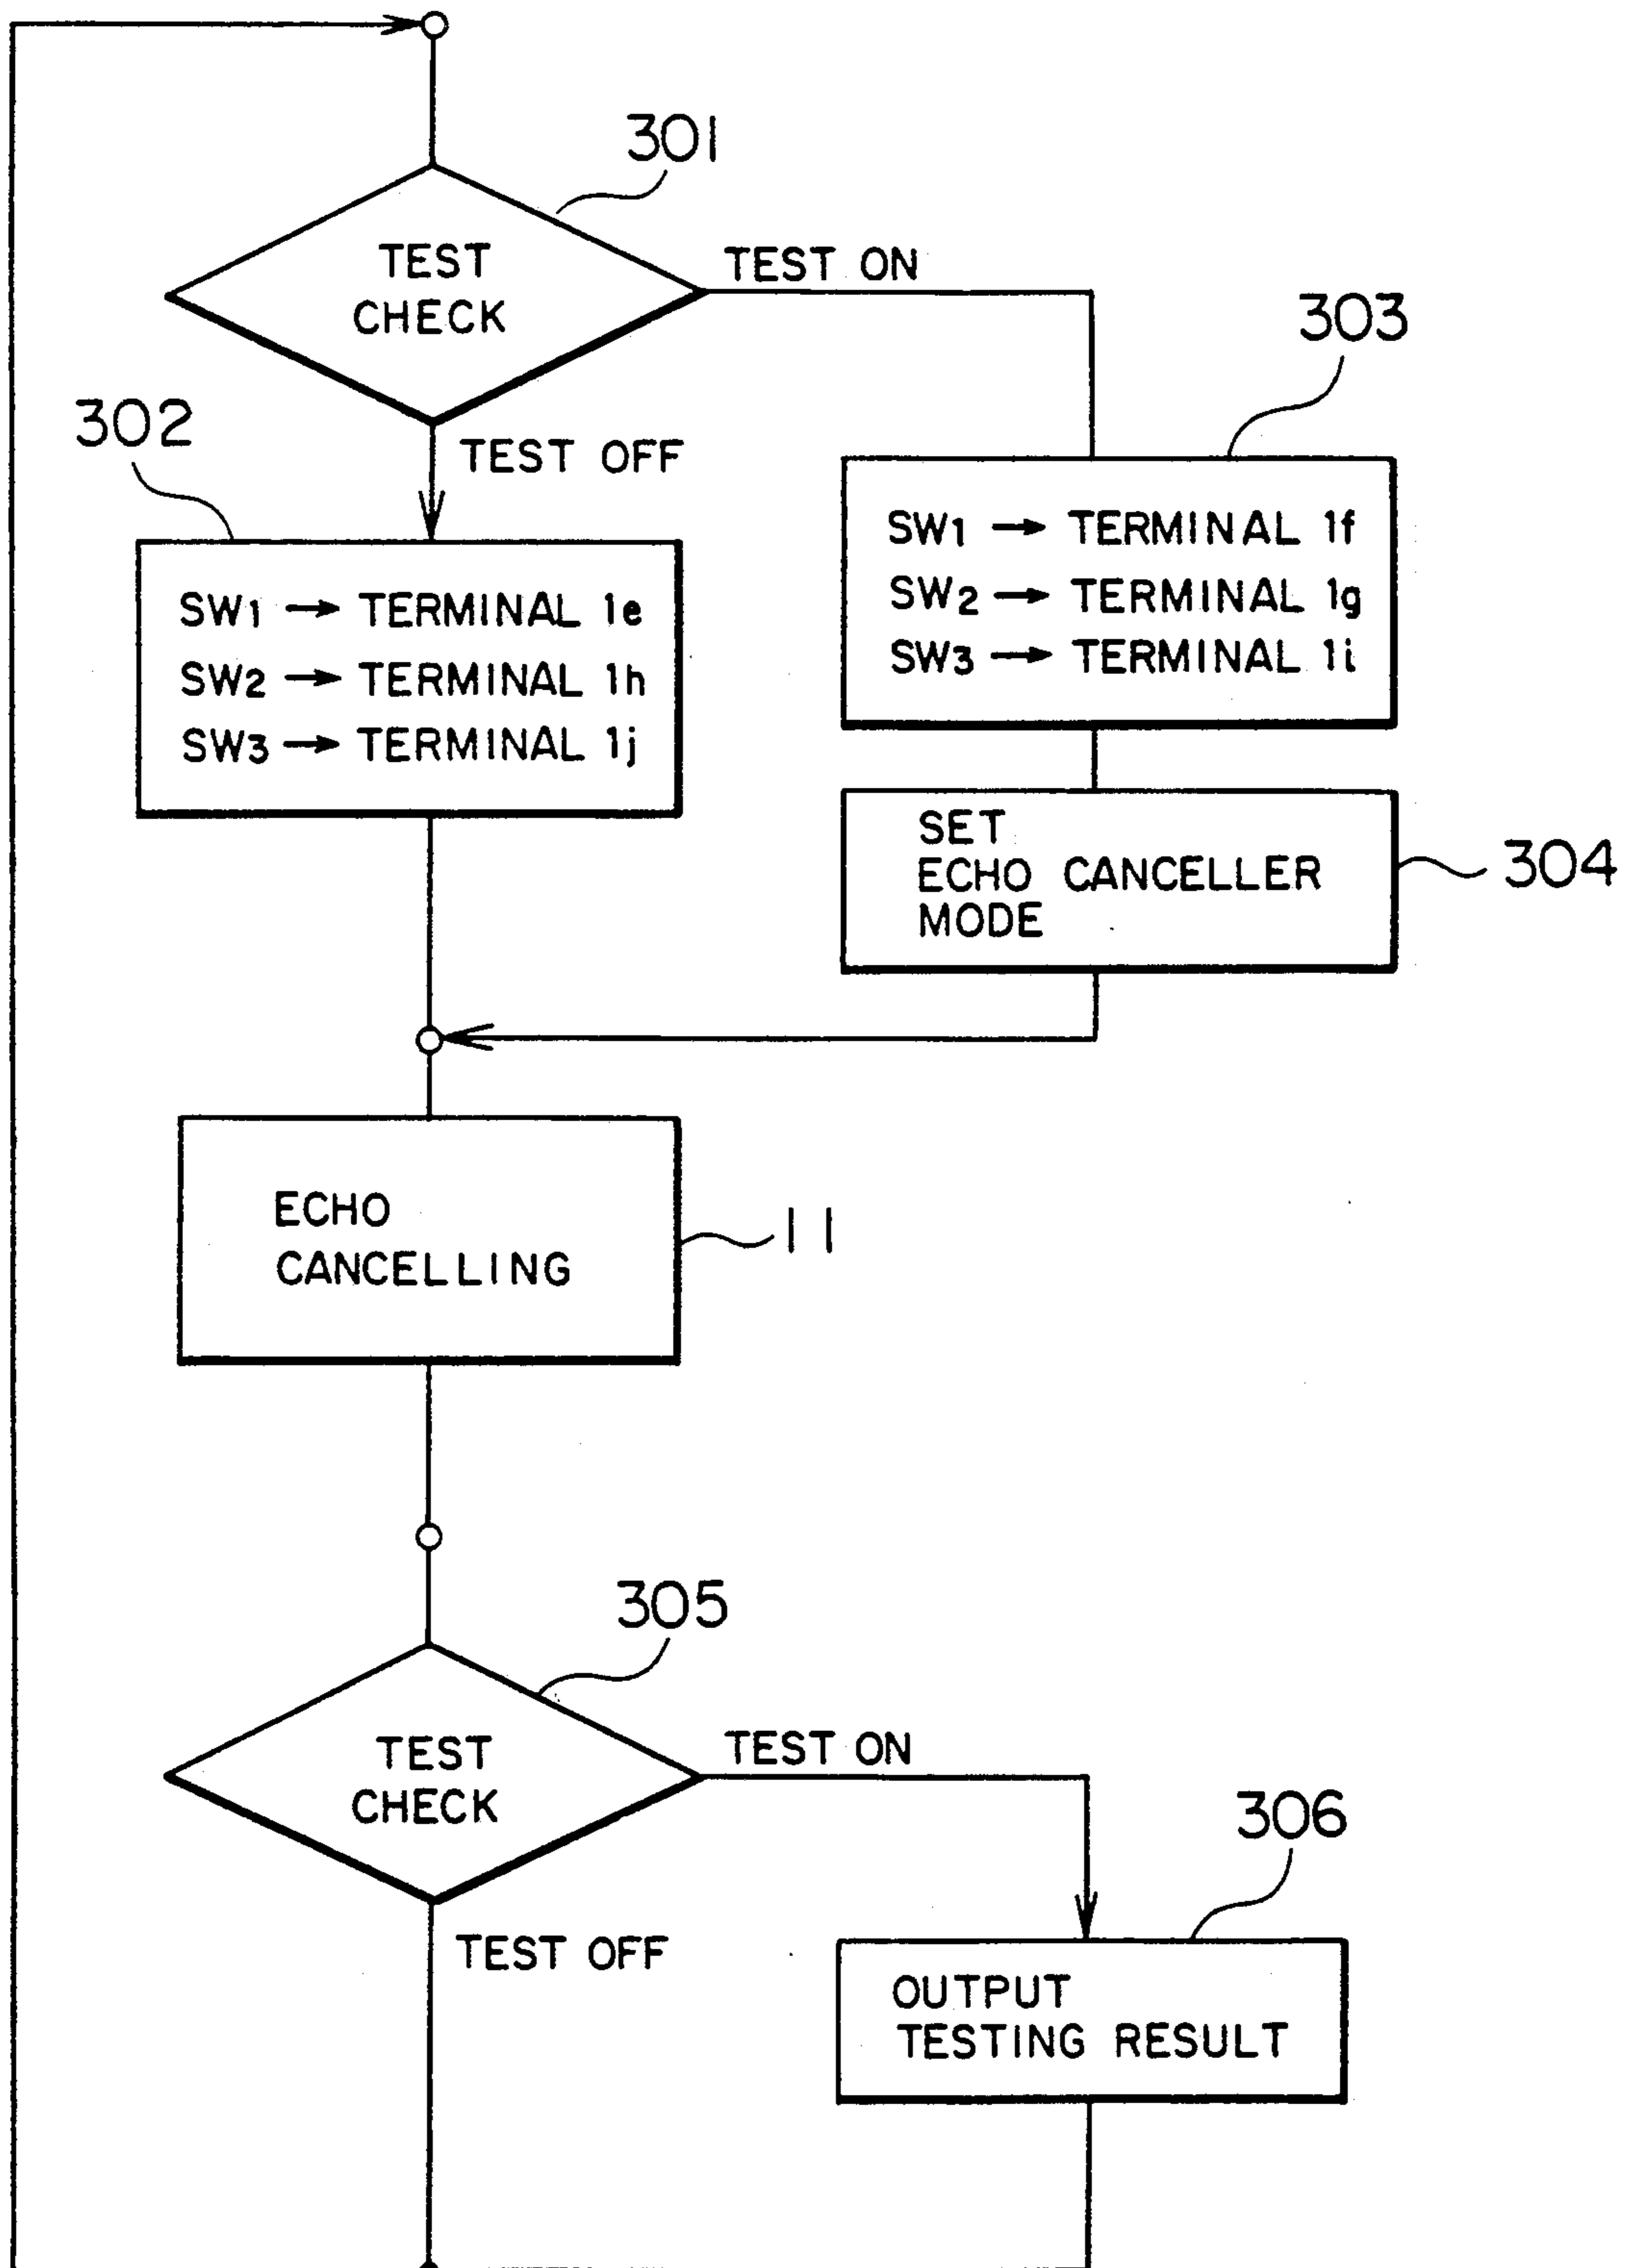 301
TEST
CHECK
TEST ON
303
302
TEST OFF
SW1 → TERMINAL 1f
SW2 → TERMINAL 1g
SW3 → TERMINAL 1i
SW1 → TERMINAL 1e
SW2 → TERMINAL 1h
SW3 → TERMINAL 1j
SET
ECHO CANCELLER
MODE
304
ECHO
CANCELLING
11
305
TEST
CHECK
TEST ON
306
TEST OFF
OUTPUT
TESTING RESULT